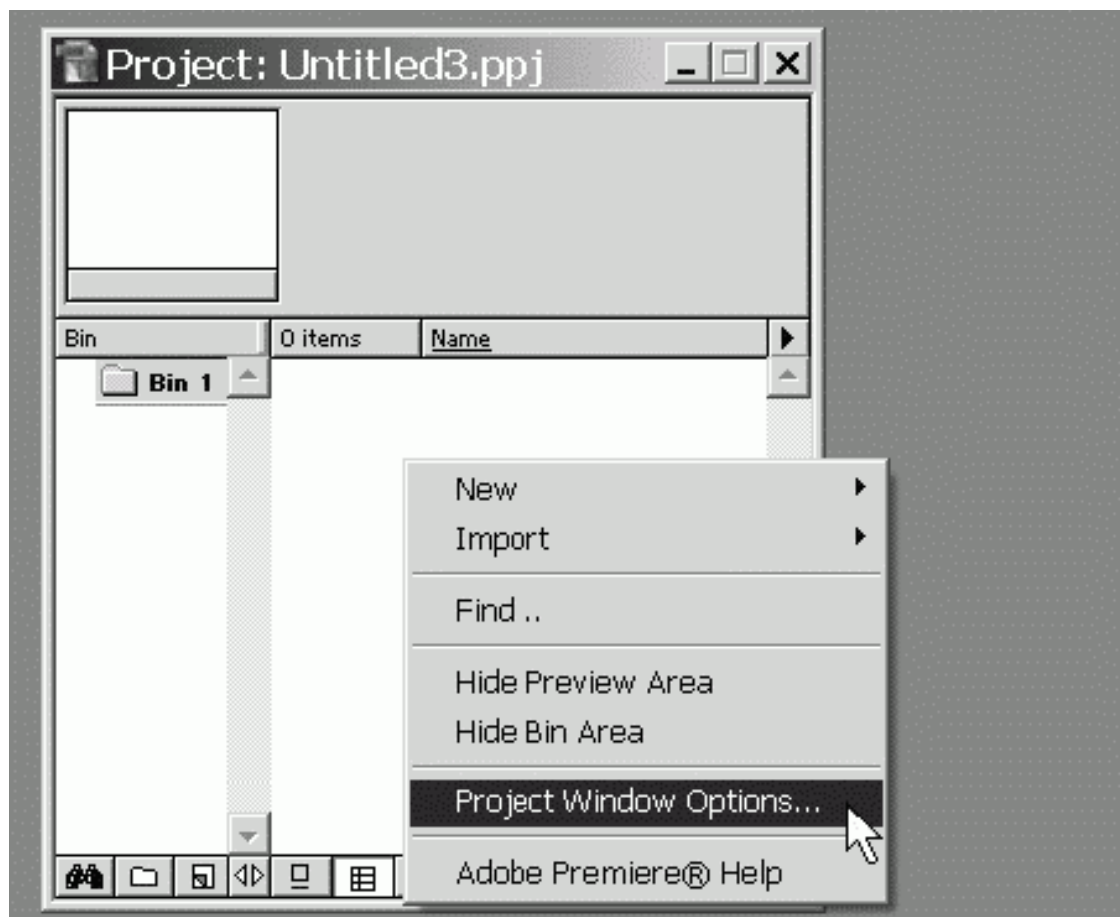 Project: Untitled3.ppj
Bin 0 items Name
Bin 1
New
Import
Find ..
Hide Preview Area
Hide Bin Area
Project Window Options...
Adobe Premiere® Help